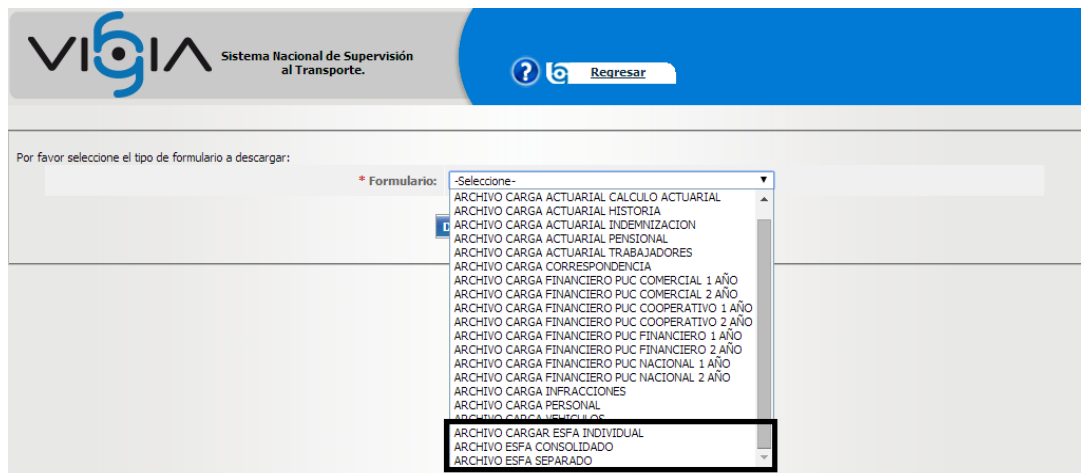 VIGIA
Sistema Nacional de Supervisión
al Transporte.
? Regresar
Por favor seleccione el tipo de formulario a descargar:
* Formulario: -Seleccione-
ARCHIVO CARGA ACTUARIAL CALCULO ACTUARIAL
ARCHIVO CARGA ACTUARIAL HISTORIA
ARCHIVO CARGA ACTUARIAL INDEMNIZACION
ARCHIVO CARGA ACTUARIAL PENSIONAL
ARCHIVO CARGA ACTUARIAL TRABAJADORES
ARCHIVO CARGA CORRESPONDENCIA
ARCHIVO CARGA FINANCIERO PUC COMERCIAL 1 AÑO
ARCHIVO CARGA FINANCIERO PUC COMERCIAL 2 AÑO
ARCHIVO CARGA FINANCIERO PUC COOPERATIVO 1 AÑO
ARCHIVO CARGA FINANCIERO PUC COOPERATIVO 2 AÑO
ARCHIVO CARGA FINANCIERO PUC FINANCIERO 1 AÑO
ARCHIVO CARGA FINANCIERO PUC FINANCIERO 2 AÑO
ARCHIVO CARGA FINANCIERO PUC NACIONAL 1 AÑO
ARCHIVO CARGA FINANCIERO PUC NACIONAL 2 AÑO
ARCHIVO CARGA INFRACCIONES
ARCHIVO CARGA PERSONAL
ARCHIVO CARGA VEHICULOS
ARCHIVO CARGAR ESFA INDIVIDUAL
ARCHIVO ESFA CONSOLIDADO
ARCHIVO ESFA SEPARADO